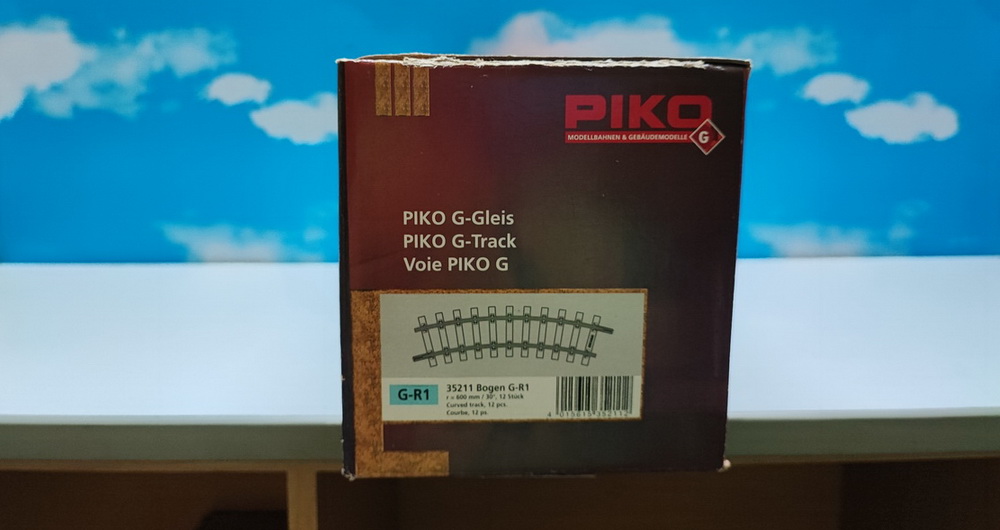 PIKO
MODELLBAHNEN & GEBÄUDEMODELLE
G
PIKO G-Gleis
PIKO G-Track
Voie PIKO G
G-R1
35211 Bogen G-R1
r = 600 mm / 30°, 12 Stück
Curved track, 12 pcs.
Courbe, 12 ps.
4 015615 352112